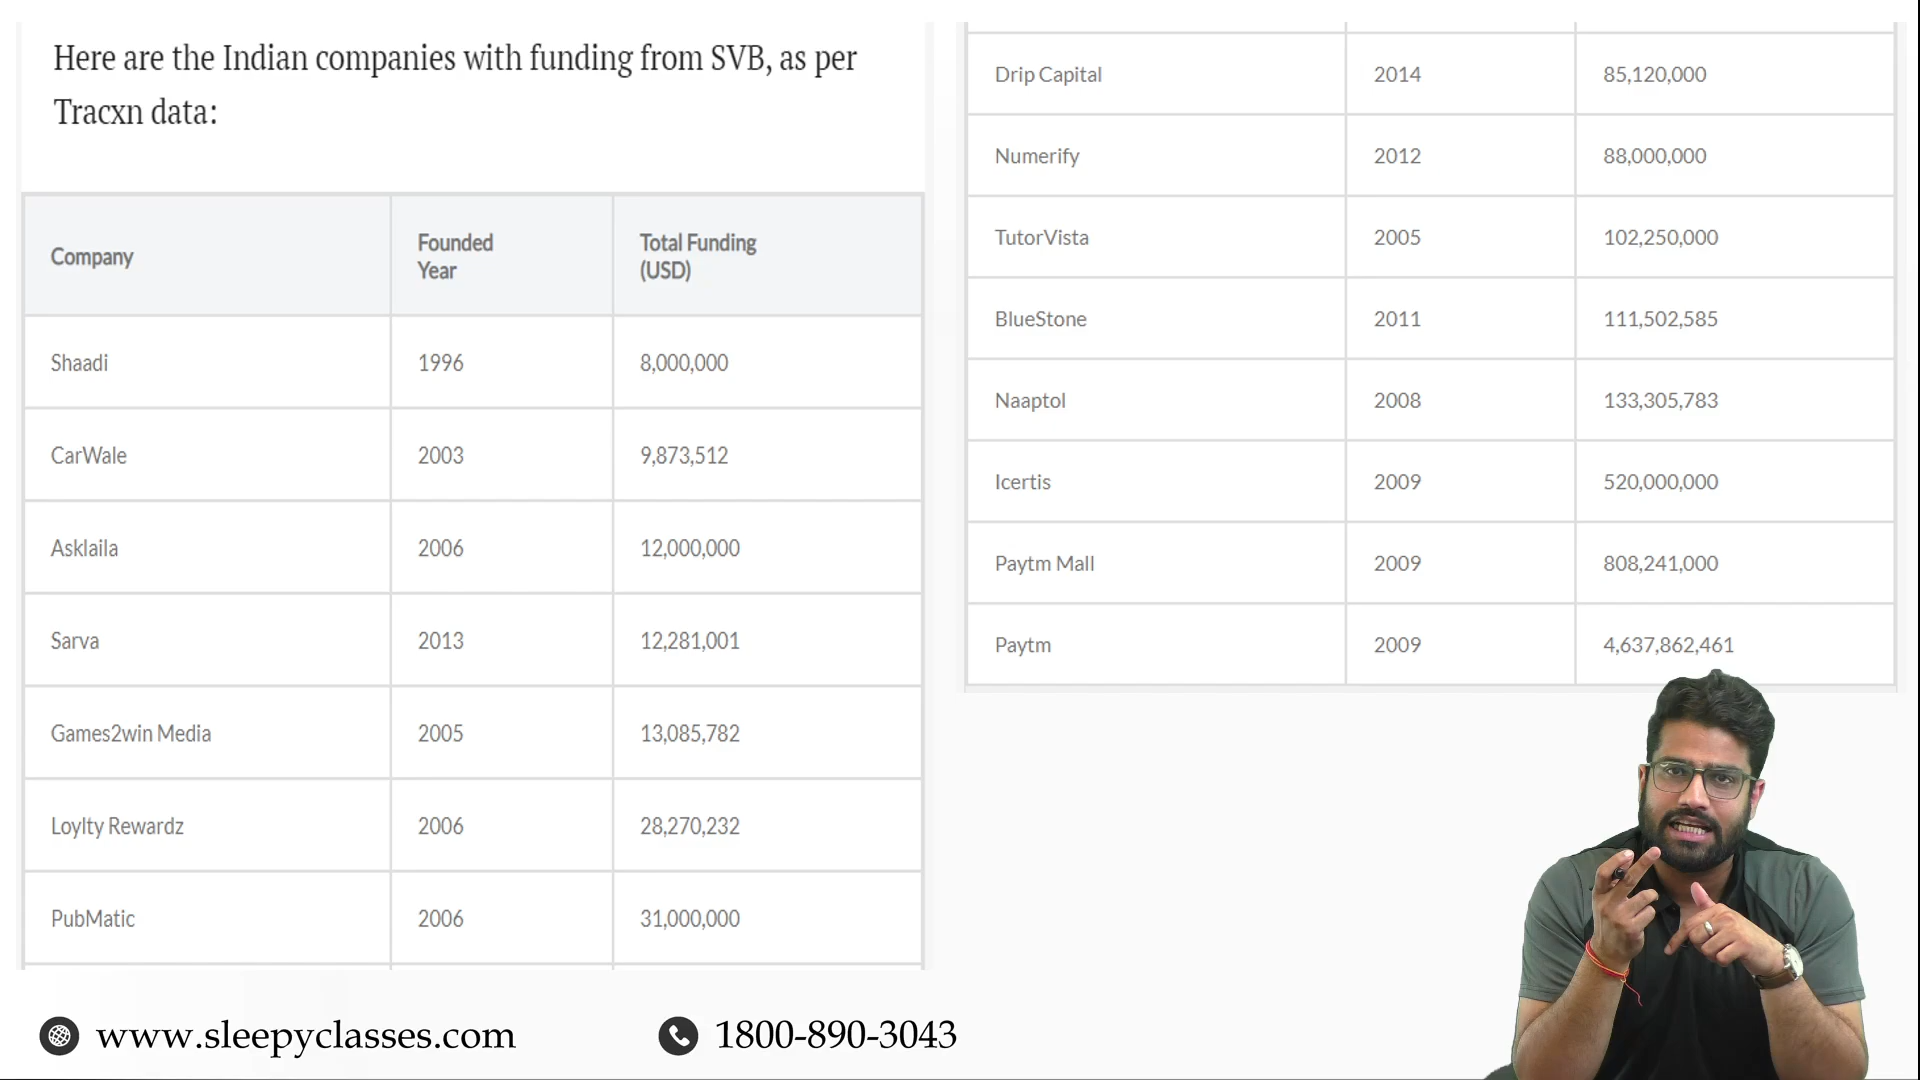 Here are the Indian companies with funding from SVB, as per
Tracxn data:
Company Founded Year Total Funding (USD)
Shaadi 1996 8,000,000
CarWale 2003 9,873,512
Asklaila 2006 12,000,000
Sarva 2013 12,281,001
Games2win Media 2005 13,085,782
Loylty Rewardz 2006 28,270,232
PubMatic 2006 31,000,000
Drip Capital 2014 85,120,000
Numerify 2012 88,000,000
TutorVista 2005 102,250,000
BlueStone 2011 111,502,585
Naaptol 2008 133,305,783
Icertis 2009 520,000,000
Paytm Mall 2009 808,241,000
Paytm 2009 4,637,862,461
www.sleepyclasses.com 1800-890-3043